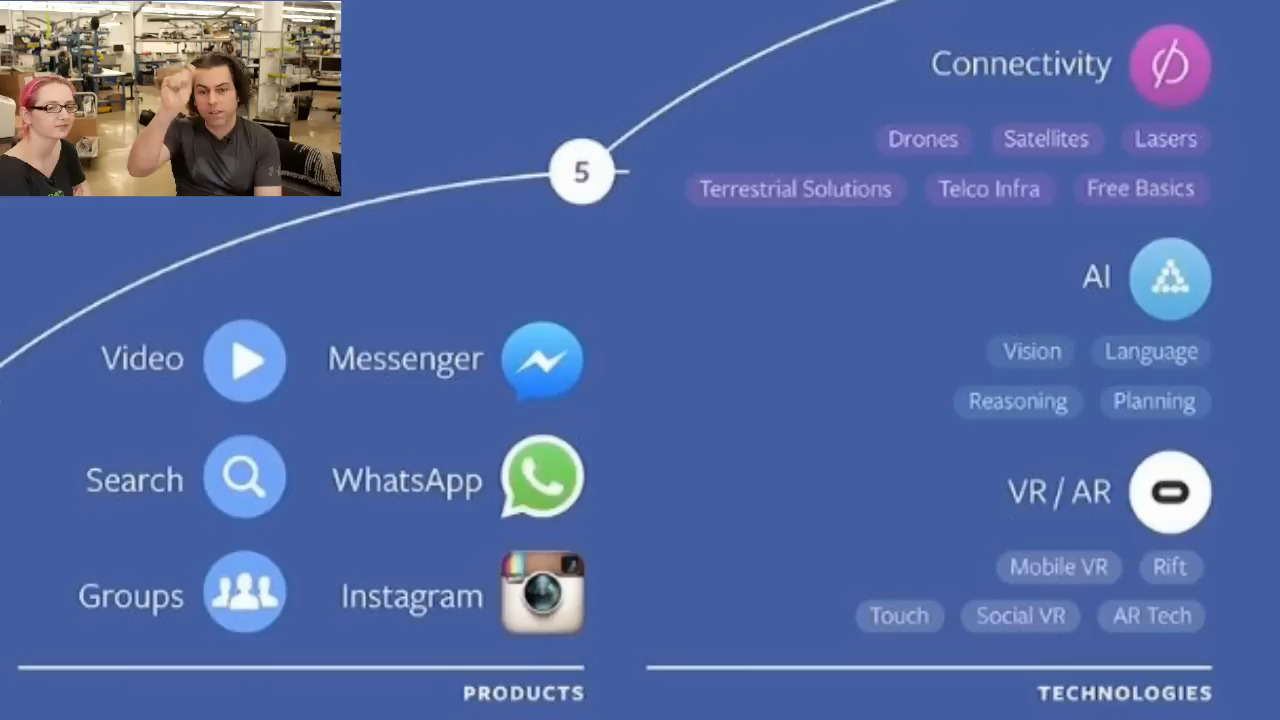 Connectivity
Drones Satellites Lasers
5
Terrestrial Solutions Telco Infra Free Basics
AI
Vision Language
Reasoning Planning
Video Messenger
Search WhatsApp
Groups Instagram
VR / AR
Mobile VR Rift
Touch Social VR AR Tech
PRODUCTS
TECHNOLOGIES